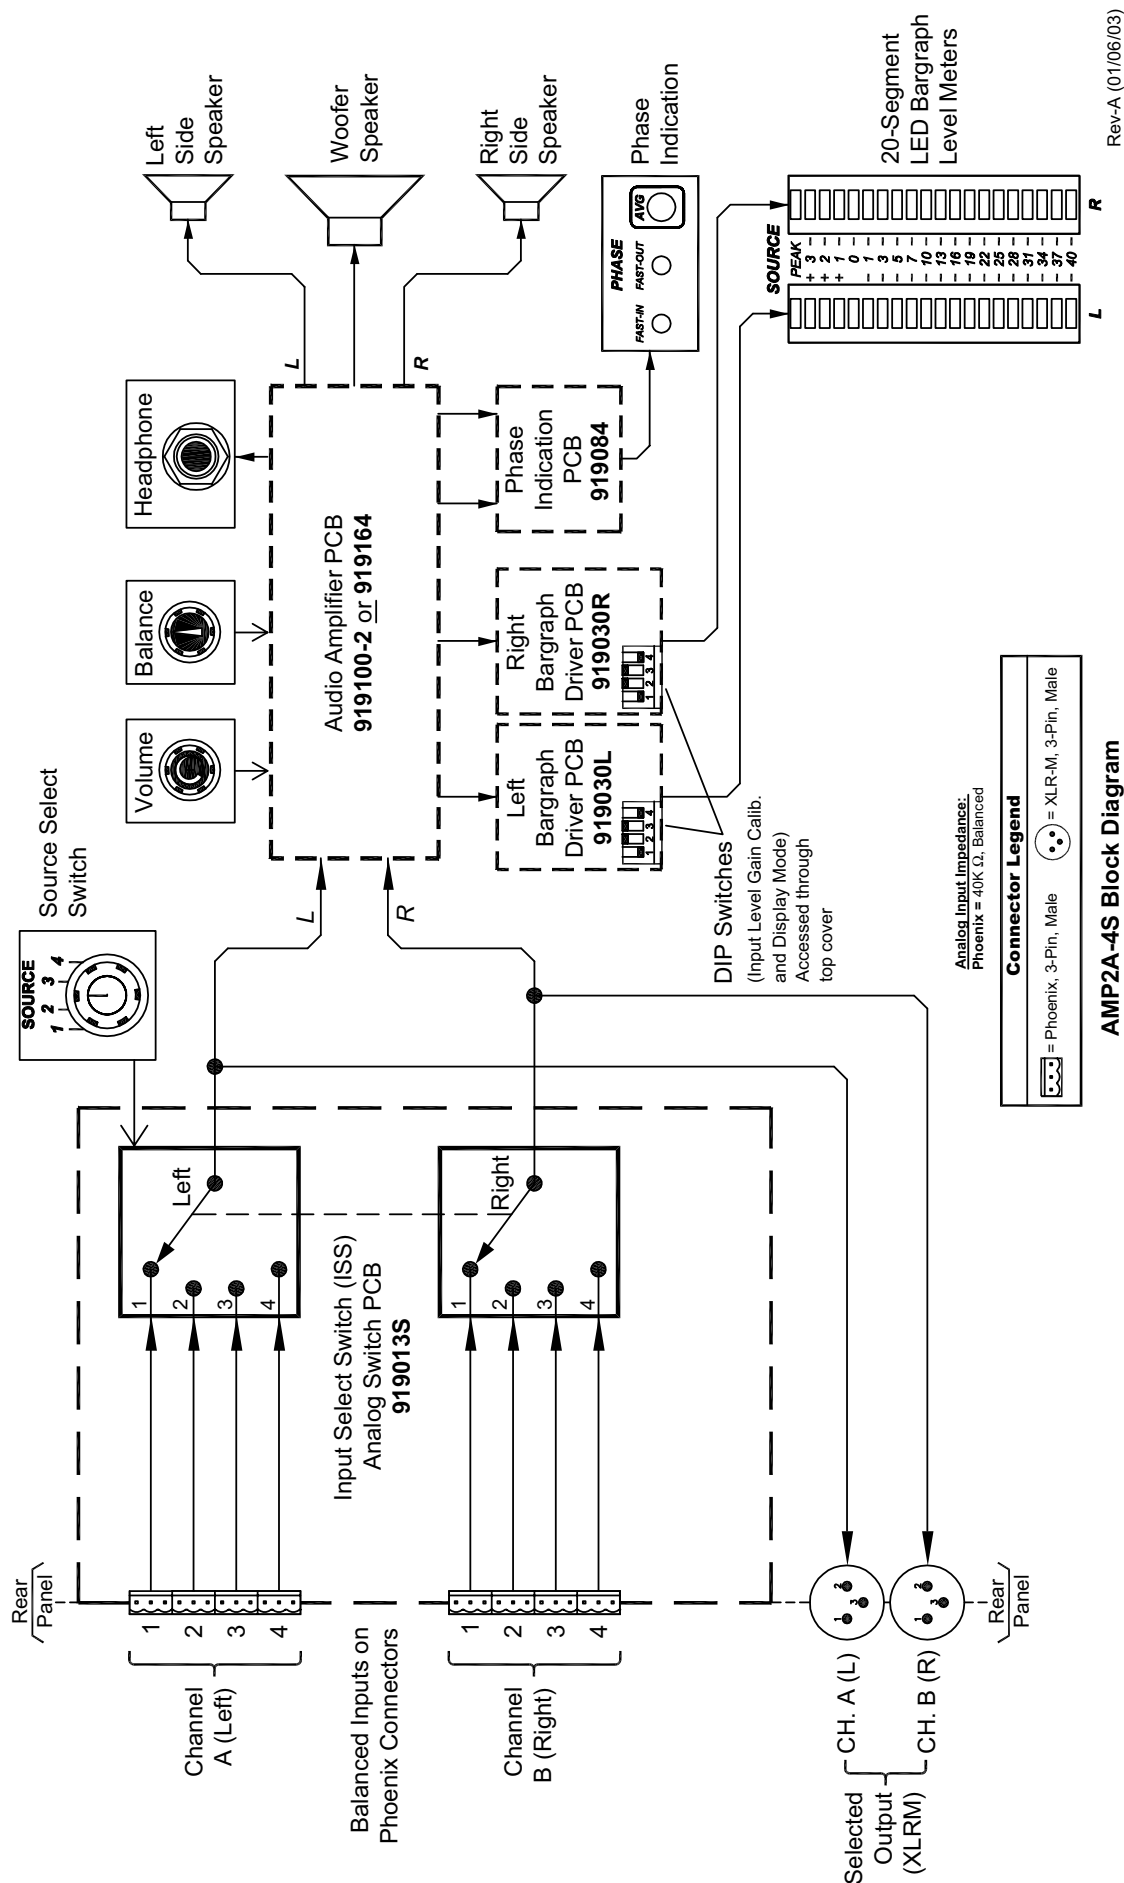 Rear
Panel
1
2
3
4
Channel
A (Left)
Balanced Inputs on
Phoenix Connectors
1
2
3
4
Channel
B (Right)
Selected
Output
(XLRM)
CH. A (L)
CH. B (R)
1
2
3
1
2
3
Rear
Panel
Input Select Switch (ISS)
Analog Switch PCB
919013S
1
2
3
4
Left
1
2
3
4
Right
SOURCE
1
2
3
4
Source Select
Switch
L
R
Volume
Balance
Headphone
Audio Amplifier PCB
919100-2 or 919164
L
R
Left
Side
Speaker
Woofer
Speaker
Right
Side
Speaker
Left
Bargraph
Driver PCB
919030L
1 2 3 4
Right
Bargraph
Driver PCB
919030R
1 2 3 4
Phase
Indication
PCB
919084
PHASE
FAST-IN
FAST-OUT
AVG
Phase
Indication
DIP Switches
(Input Level Gain Calib.
and Display Mode)
Accessed through
top cover
SOURCE
PEAK
+ 3
+ 2
+ 1
0
- 1
- 3
- 5
- 7
- 10
- 13
- 16
- 19
- 22
- 25
- 28
- 31
- 34
- 37
- 40
L
R
20-Segment
LED Bargraph
Level Meters
Analog Input Impedance:
Phoenix = 40K Ω, Balanced
Connector Legend
= Phoenix, 3-Pin, Male
= XLR-M, 3-Pin, Male
AMP2A-4S Block Diagram
Rev-A (01/06/03)